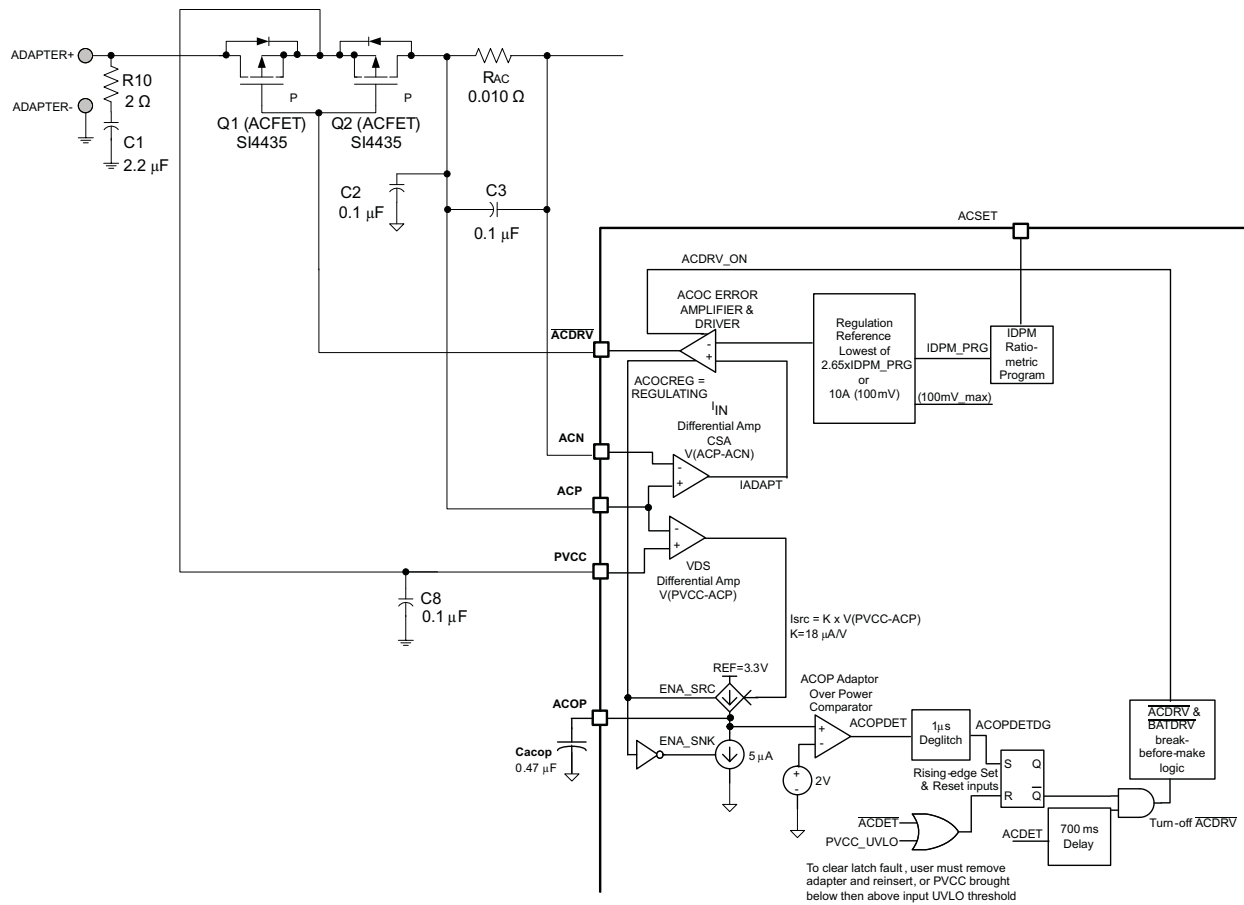 ADAPTER+
R10
2 Ω
ADAPTER-
C1
2.2 μF
P
P
Q1 (ACFET)
SI4435
Q2 (ACFET)
SI4435
RAC
0.010 Ω
C2
0.1 μF
C3
0.1 μF
ACSET
ACDRV_ON
ACOC ERROR
AMPLIFIER &
DRIVER
ACDRV
-
+
Regulation
Reference
Lowest of
2.65xIDPM_PRG
or
10A (100mV)
IDPM_PRG
(100mV_max)
IDPM
Ratio-
metric
Program
ACOCREG =
REGULATING
IIN
Differential Amp
CSA
V(ACP-ACN)
ACN
-
+
IADAPT
ACP
-
+
PVCC
VDS
Differential Amp
V(PVCC-ACP)
C8
0.1 μF
Isrc = K x V(PVCC-ACP)
K=18 μA/V
REF=3.3V
ENA_SRC
ACOP
Cacop
0.47 μF
ENA_SNK
5 μA
ACOP Adaptor
Over Power
Comparator
+
-
ACOPDET
+
-
2V
1μs
Deglitch
ACOPDETDG
Rising-edge Set
& Reset inputs
S
Q
R
Q
ACDRV &
BATDRV
break-
before-make
logic
ACDET
PVCC_UVLO
ACDET
700 ms
Delay
Turn-off ACDRV
To clear latch fault, user must remove
adapter and reinsert, or PVCC brought
below then above input UVLO threshold